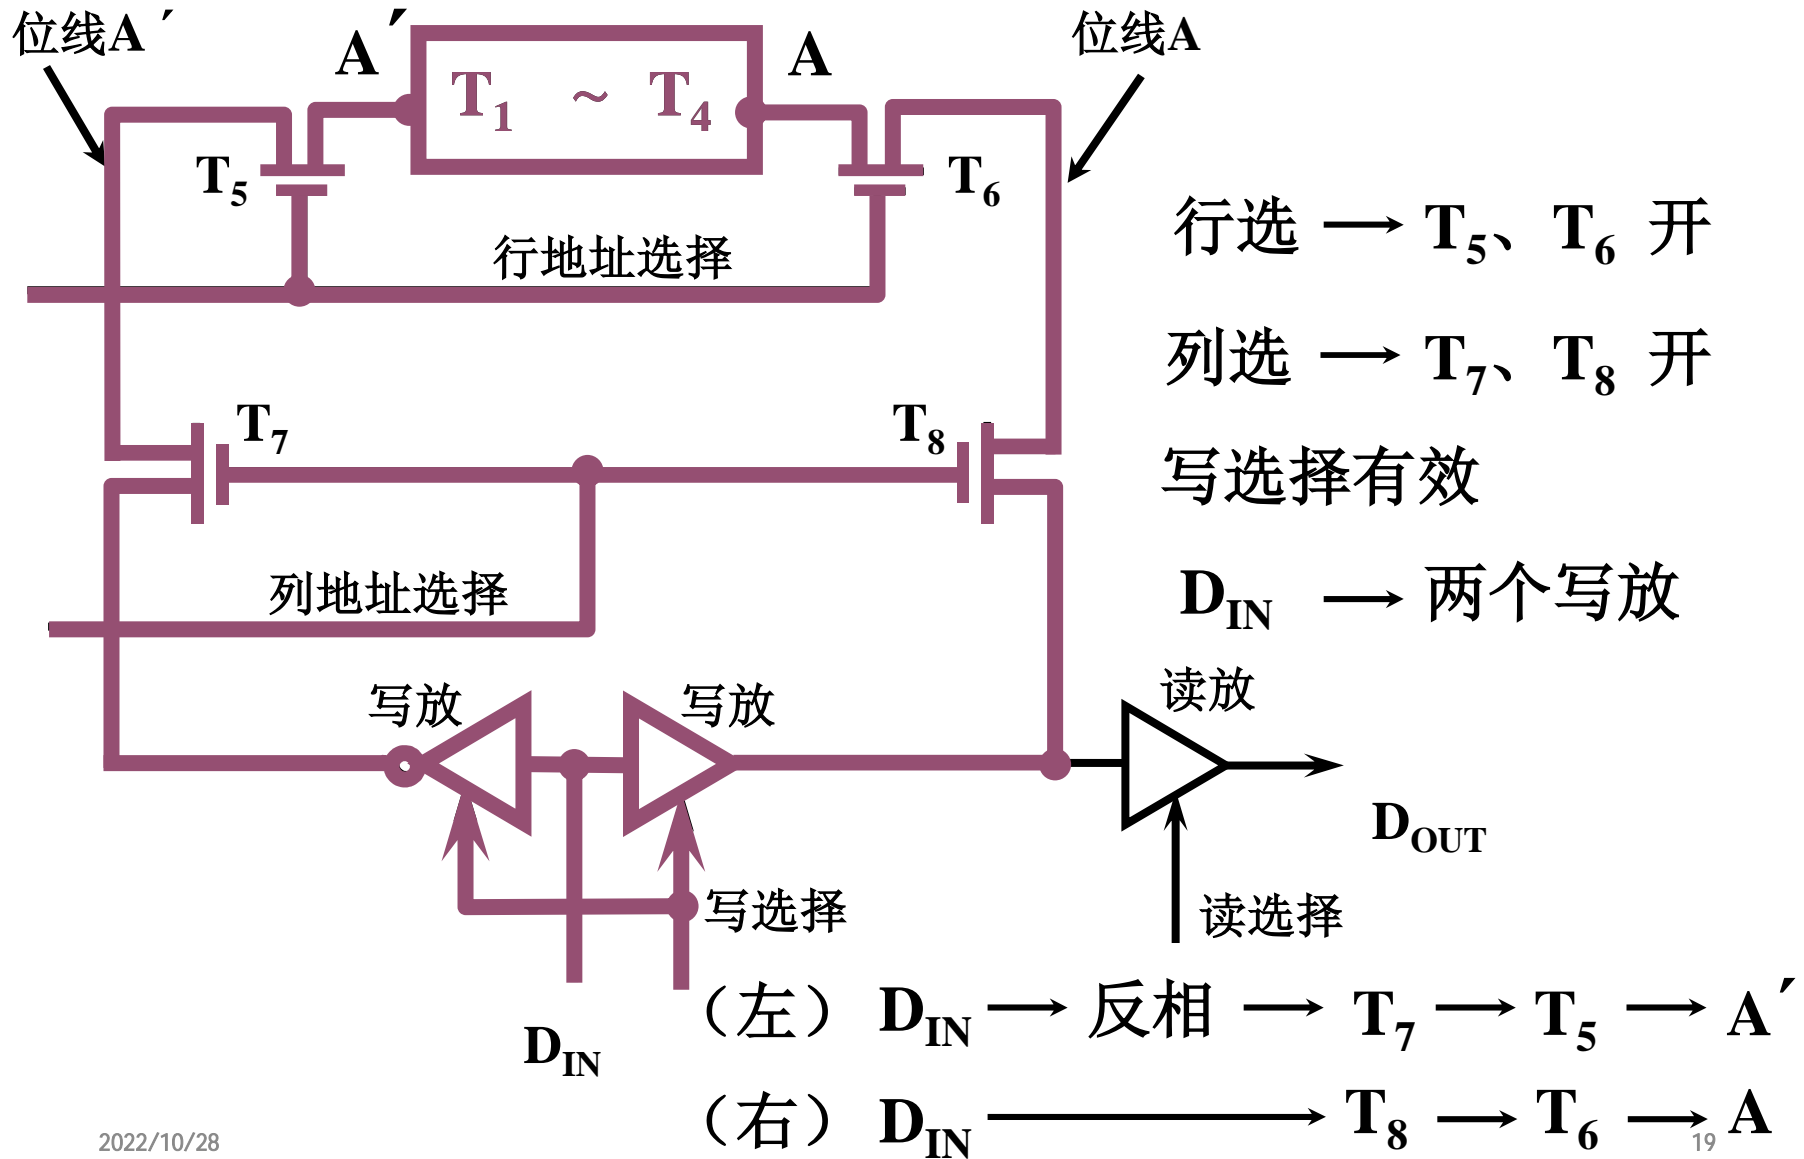 位线A′
A′
A
位线A
T1 ~ T4
T5
T6
行地址选择
行选 → T5、T6 开
列选 → T7、T8 开
T7
T8
写选择有效
列地址选择
DIN → 两个写放
写放
写放
读放
DOUT
写选择
读选择
DIN
（左） DIN → 反相 → T7 → T5 → A′
（右） DIN → T8 → T6 → A
2022/10/28
19